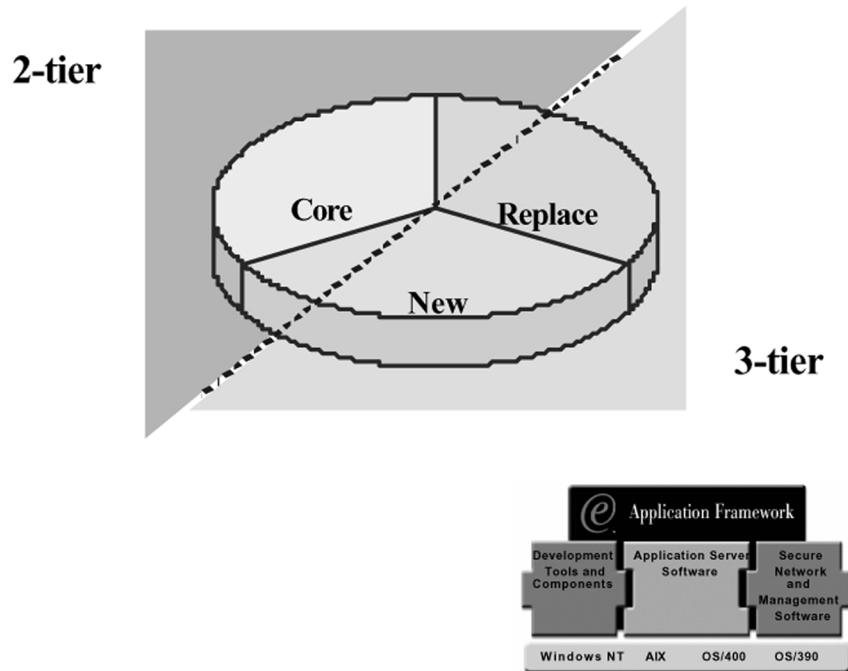 2-tier
Core
Replace
New
3-tier
e Application Framework
Development
Tools and
Components
Application Server
Software
Secure
Network
and
Management
Software
Windows NT AIX OS/400 OS/390